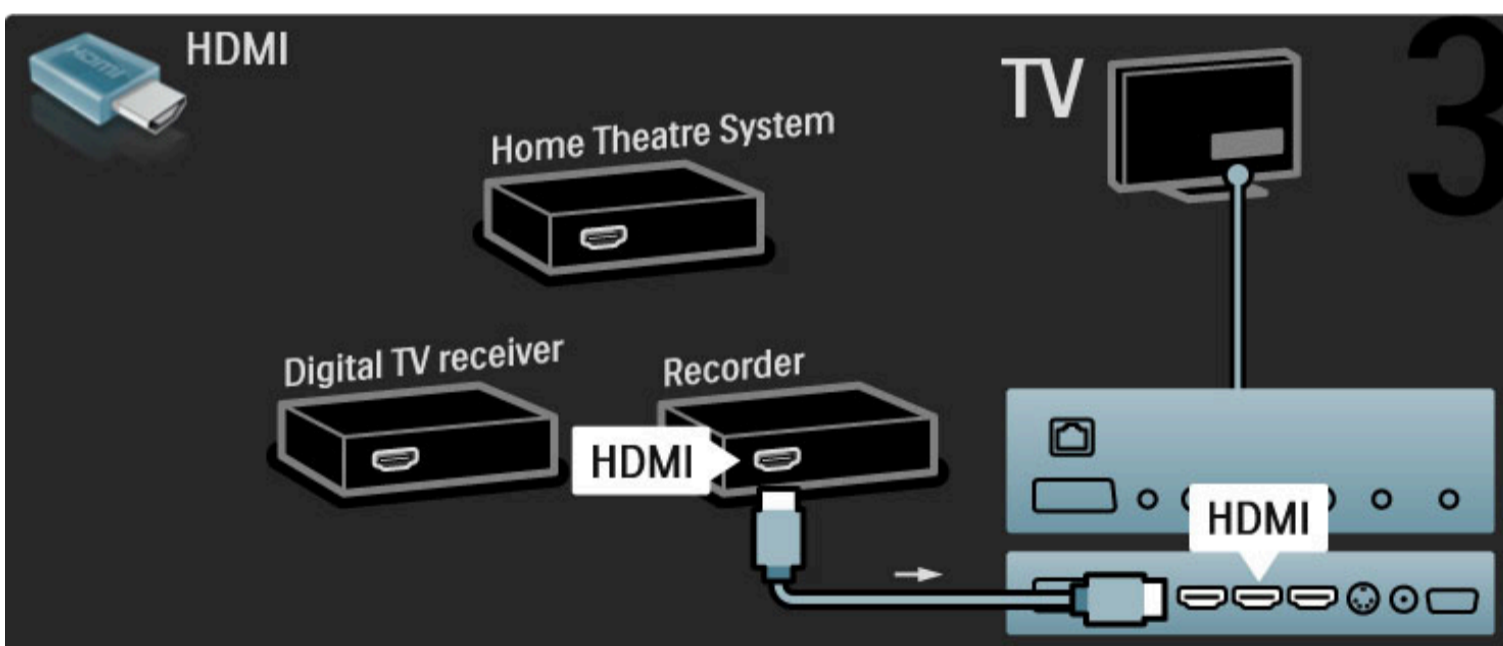 HDMI
TV
3
Home Theatre System
Digital TV receiver
Recorder
HDMI
HDMI